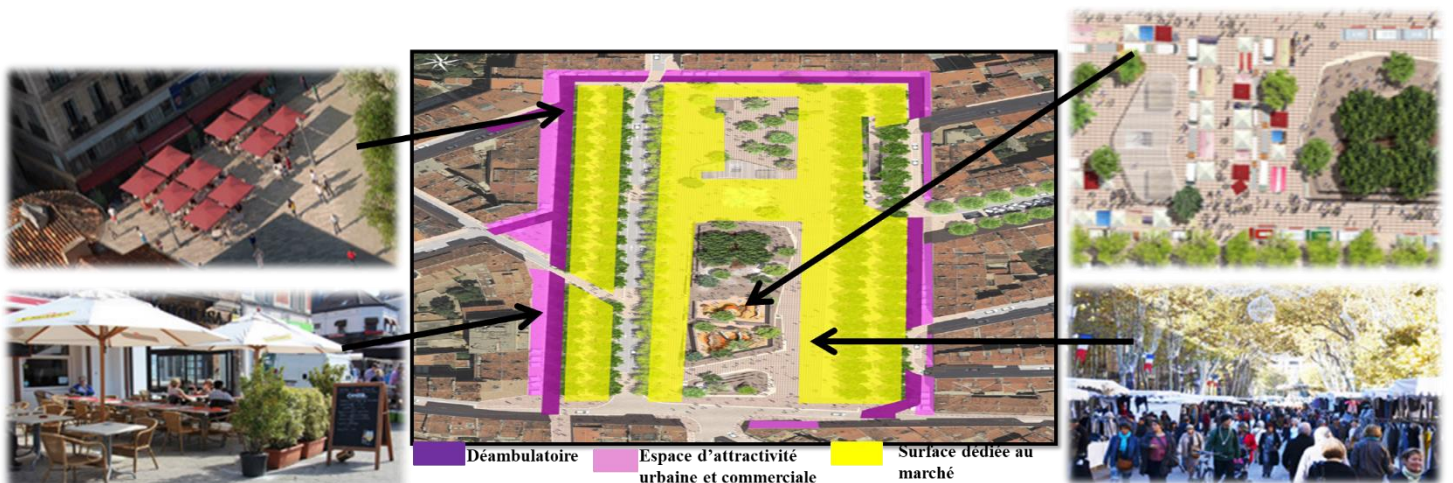 Déambulatoire
Espace d'attractivité
urbaine et commerciale
Surface dédiée au
marché